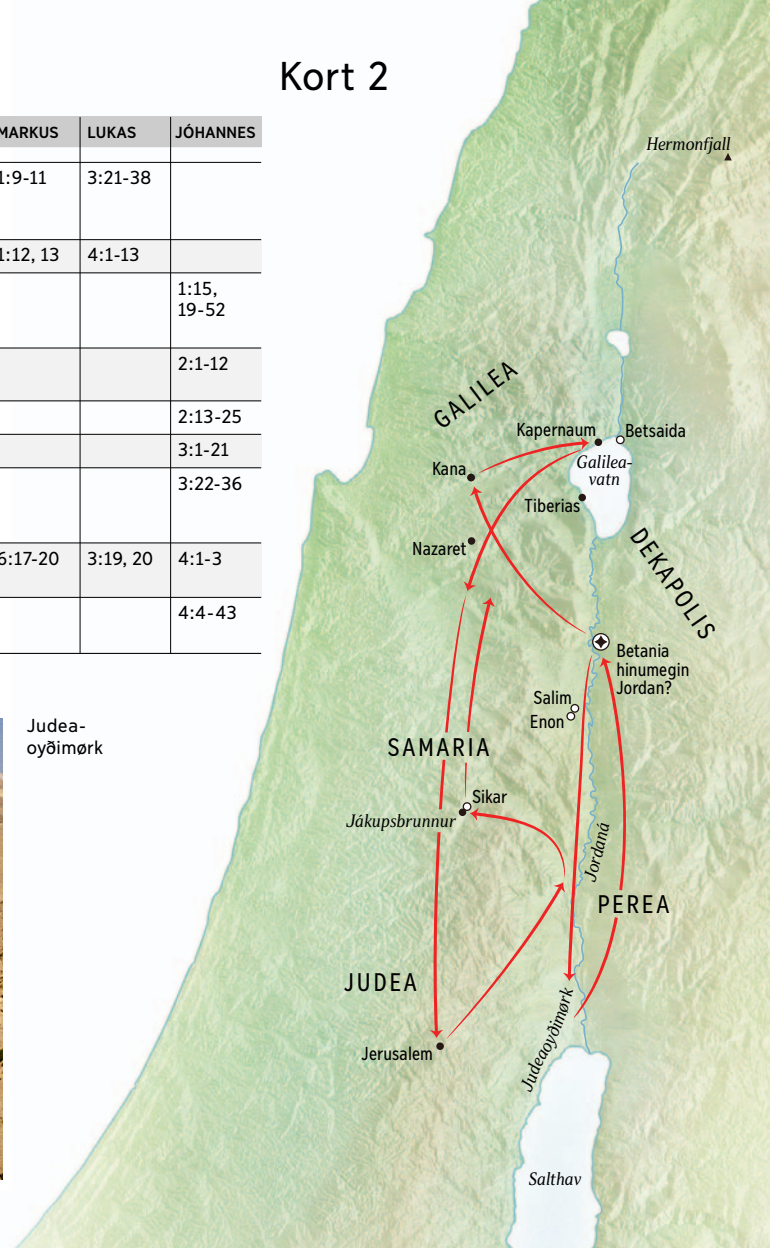 Kort 2
MARKUS LUKAS JÓHANNES
1:9-11 3:21-38
1:12, 13 4:1-13
1:15,
19-52
2:1-12
2:13-25
3:1-21
3:22-36
6:17-20 3:19, 20 4:1-3
4:4-43
Judea-
oyðimørk
Hermonfjall
GALILEA
Kapernaum
Betsaida
Kana
Galilea-
vatn
Tiberias
Nazaret
DEKAPOLIS
Betania
hinumegin
Jordan?
Salim
Enon
SAMARIA
Sikar
Jákupsbrunnur
Jordaná
PEREA
JUDEA
Judeaoyðimørk
Jerusalem
Salthav